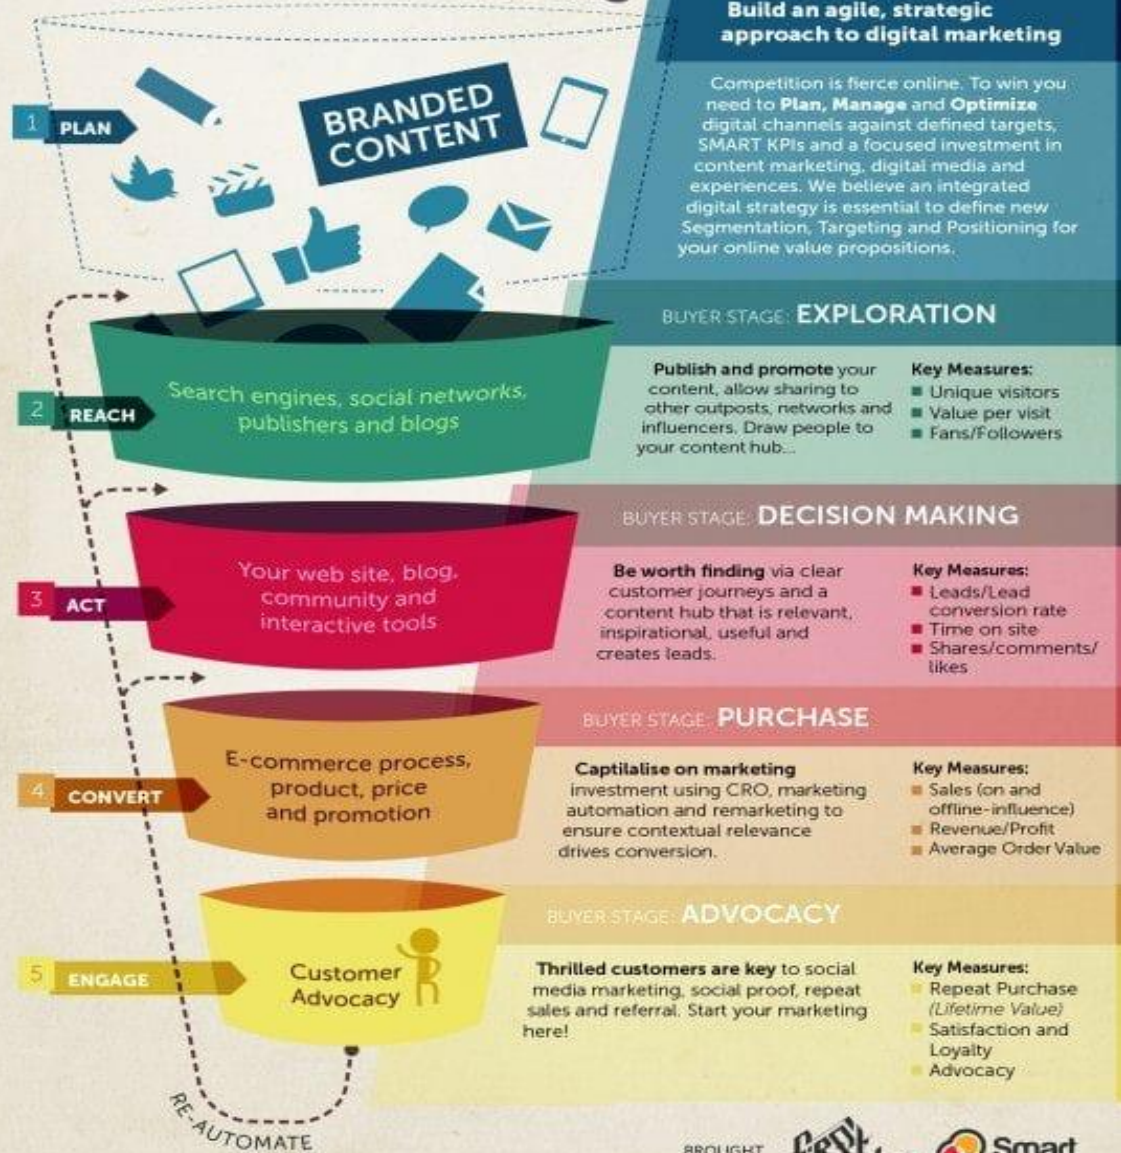 Build an agile, strategic
approach to digital marketing
1 PLAN
BRANDED
CONTENT
Competition is fierce online. To win you
need to Plan, Manage and Optimize
digital channels against defined targets,
SMART KPIs and a focused investment in
content marketing, digital media and
experiences. We believe an integrated
digital strategy is essential to define new
Segmentation, Targeting and Positioning for
your online value propositions.
BUYER STAGE: EXPLORATION
2 REACH
Search engines, social networks,
publishers and blogs
Publish and promote your
content, allow sharing to
other outposts, networks and
influencers. Draw people to
your content hub...
Key Measures:
Unique visitors
Value per visit
Fans/Followers
BUYER STAGE: DECISION MAKING
3 ACT
Your web site, blog,
community and
interactive tools
Be worth finding via clear
customer journeys and a
content hub that is relevant,
inspirational, useful and
creates leads.
Key Measures:
Leads/Lead
conversion rate
Time on site
Shares/comments/
likes
BUYER STAGE: PURCHASE
4 CONVERT
E-commerce process,
product, price
and promotion
Captilalise on marketing
investment using CRO, marketing
automation and remarketing to
ensure contextual relevance
drives conversion.
Key Measures:
Sales (on and
offline-influence)
Revenue/Profit
Average Order Value
BUYER STAGE: ADVOCACY
5 ENGAGE
Customer
Advocacy
Thrilled customers are key to social
media marketing, social proof, repeat
sales and referral. Start your marketing
here!
Key Measures:
Repeat Purchase
(Lifetime Value)
Satisfaction and
Loyalty
Advocacy
RE-AUTOMATE
BROUGHT
Smart